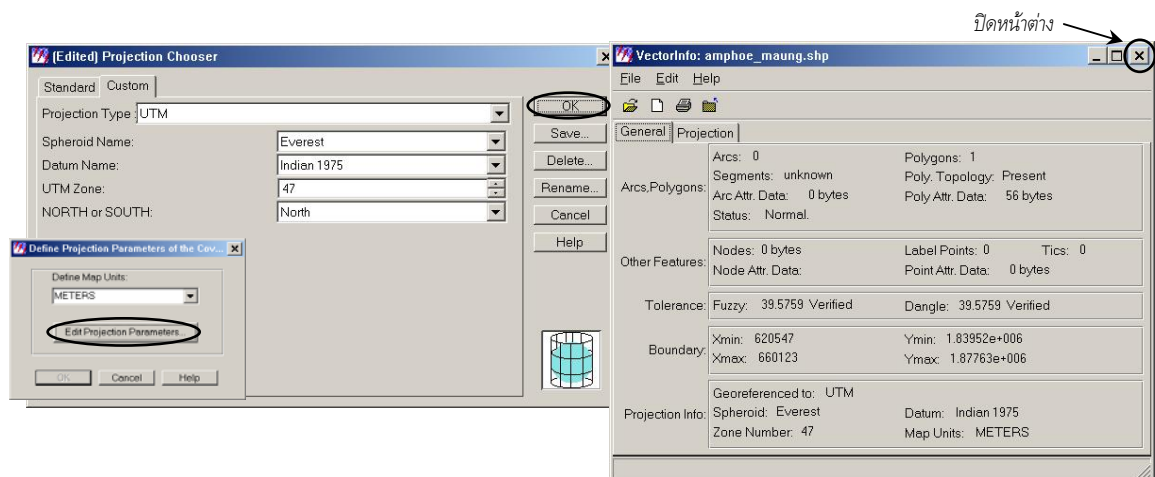 ปิดหน้าต่าง
(Edited) Projection Chooser
Standard Custom
Projection Type : UTM
Spheroid Name: Everest
Datum Name: Indian 1975
UTM Zone: 47
NORTH or SOUTH: North
OK
Save...
Delete...
Rename...
Cancel
Help
Define Projection Parameters of the Cov...
Define Map Units:
METERS
Edit Projection Parameters...
OK Cancel Help
VectorInfo: amphoe_maung.shp
File Edit Help
General Projection
Arcs,Polygons:
Arcs: 0 Polygons: 1
Segments: unknown Poly. Topology: Present
Arc Attr. Data: 0 bytes Poly Attr. Data: 56 bytes
Status: Normal.
Other Features:
Nodes: 0 bytes Label Points: 0 Tics: 0
Node Attr. Data: Point Attr. Data: 0 bytes
Tolerance: Fuzzy: 39.5759 Verified Dangle: 39.5759 Verified
Boundary:
Xmin: 620547 Ymin: 1.83952e+006
Xmax: 660123 Ymax: 1.87763e+006
Projection Info:
Georeferenced to: UTM
Spheroid: Everest Datum: Indian 1975
Zone Number: 47 Map Units: METERS